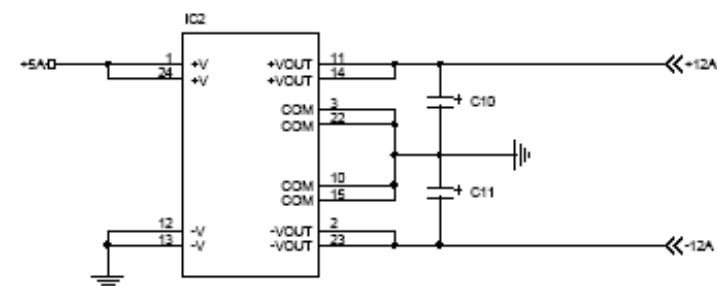 IC2
+5A 1 +V +VOUT 11 +12A
24 +V +VOUT 14
COM 3 + C10
COM 22
COM 10 + C11
COM 15
12 -V -VOUT 2
13 -V -VOUT 23 -12A